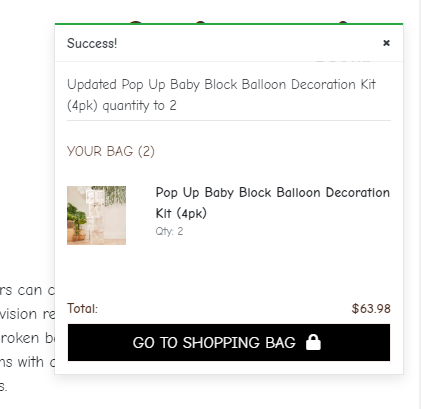 Success!
×
Updated Pop Up Baby Block Balloon Decoration Kit
(4pk) quantity to 2
YOUR BAG (2)
Pop Up Baby Block Balloon Decoration
Kit (4pk)
Qty: 2
rs can c
vision re
roken b
ns with
s.
Total: $63.98
GO TO SHOPPING BAG